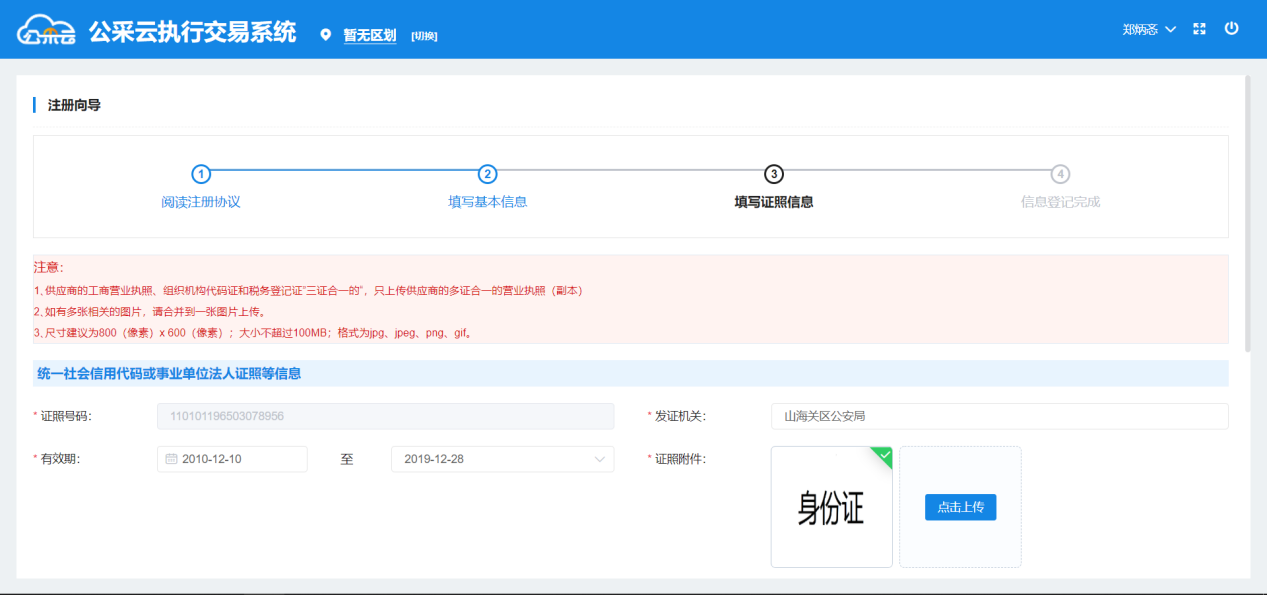 公采云 公采云执行交易系统 暂无区划 [切换] 郑炳忞
注册向导
1 2 3 4
阅读注册协议 填写基本信息 填写证照信息 信息登记完成
注意：
1、供应商的工商营业执照、组织机构代码证和税务登记证"三证合一的"，只上传供应商的多证合一的营业执照（副本）
2、如有多张相关的图片，请合并到一张图片上传。
3、尺寸建议为800（像素）x 600（像素）；大小不超过100MB；格式为jpg、jpeg、png、gif。
统一社会信用代码或事业单位法人证照等信息
* 证照号码： 110101196503078956 * 发证机关： 山海关区公安局
* 有效期： 2010-12-10 至 2019-12-28 * 证照附件：
身份证 点击上传